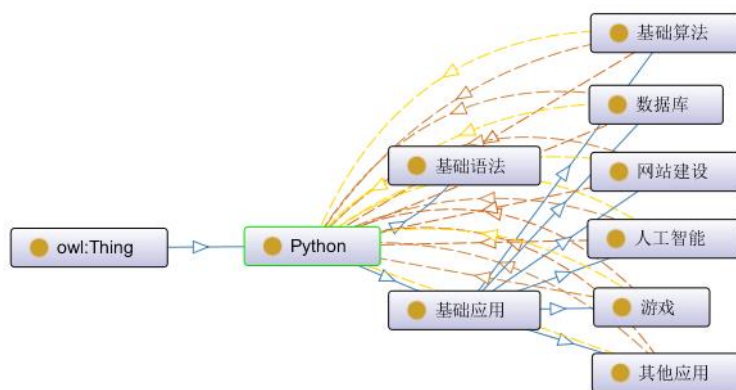 基础算法
数据库
基础语法
网站建设
人工智能
owl:Thing
Python
基础应用
游戏
其他应用